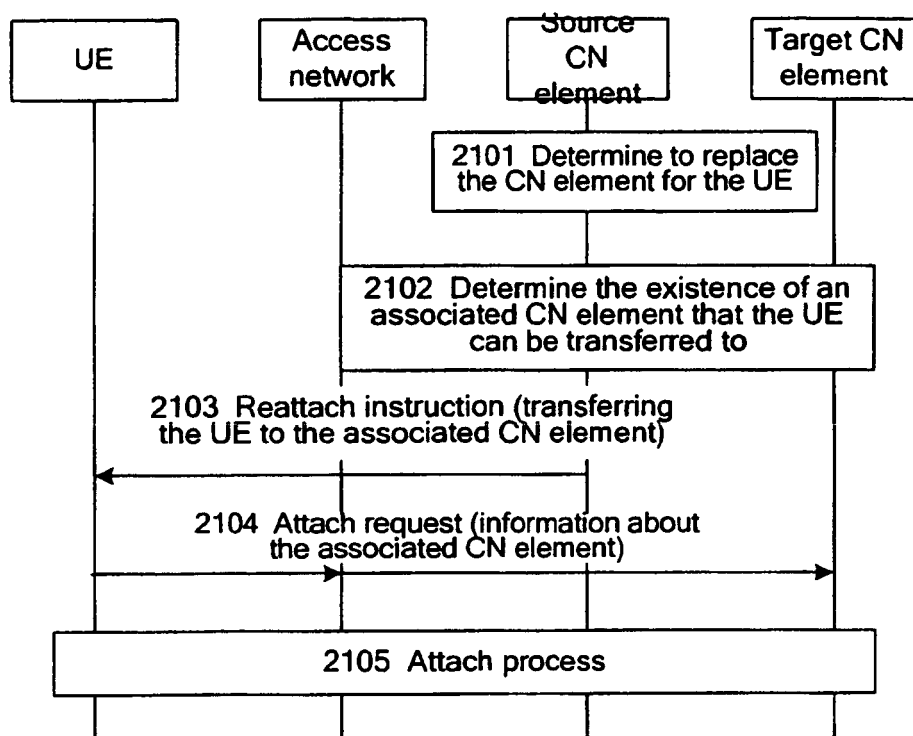 UE
Access
network
Source
CN
element
Target CN
element
2101 Determine to replace
the CN element for the UE
2102 Determine the existence of an
associated CN element that the UE
can be transferred to
2103 Reattach instruction (transferring
the UE to the associated CN element)
2104 Attach request (information about
the associated CN element)
2105 Attach process